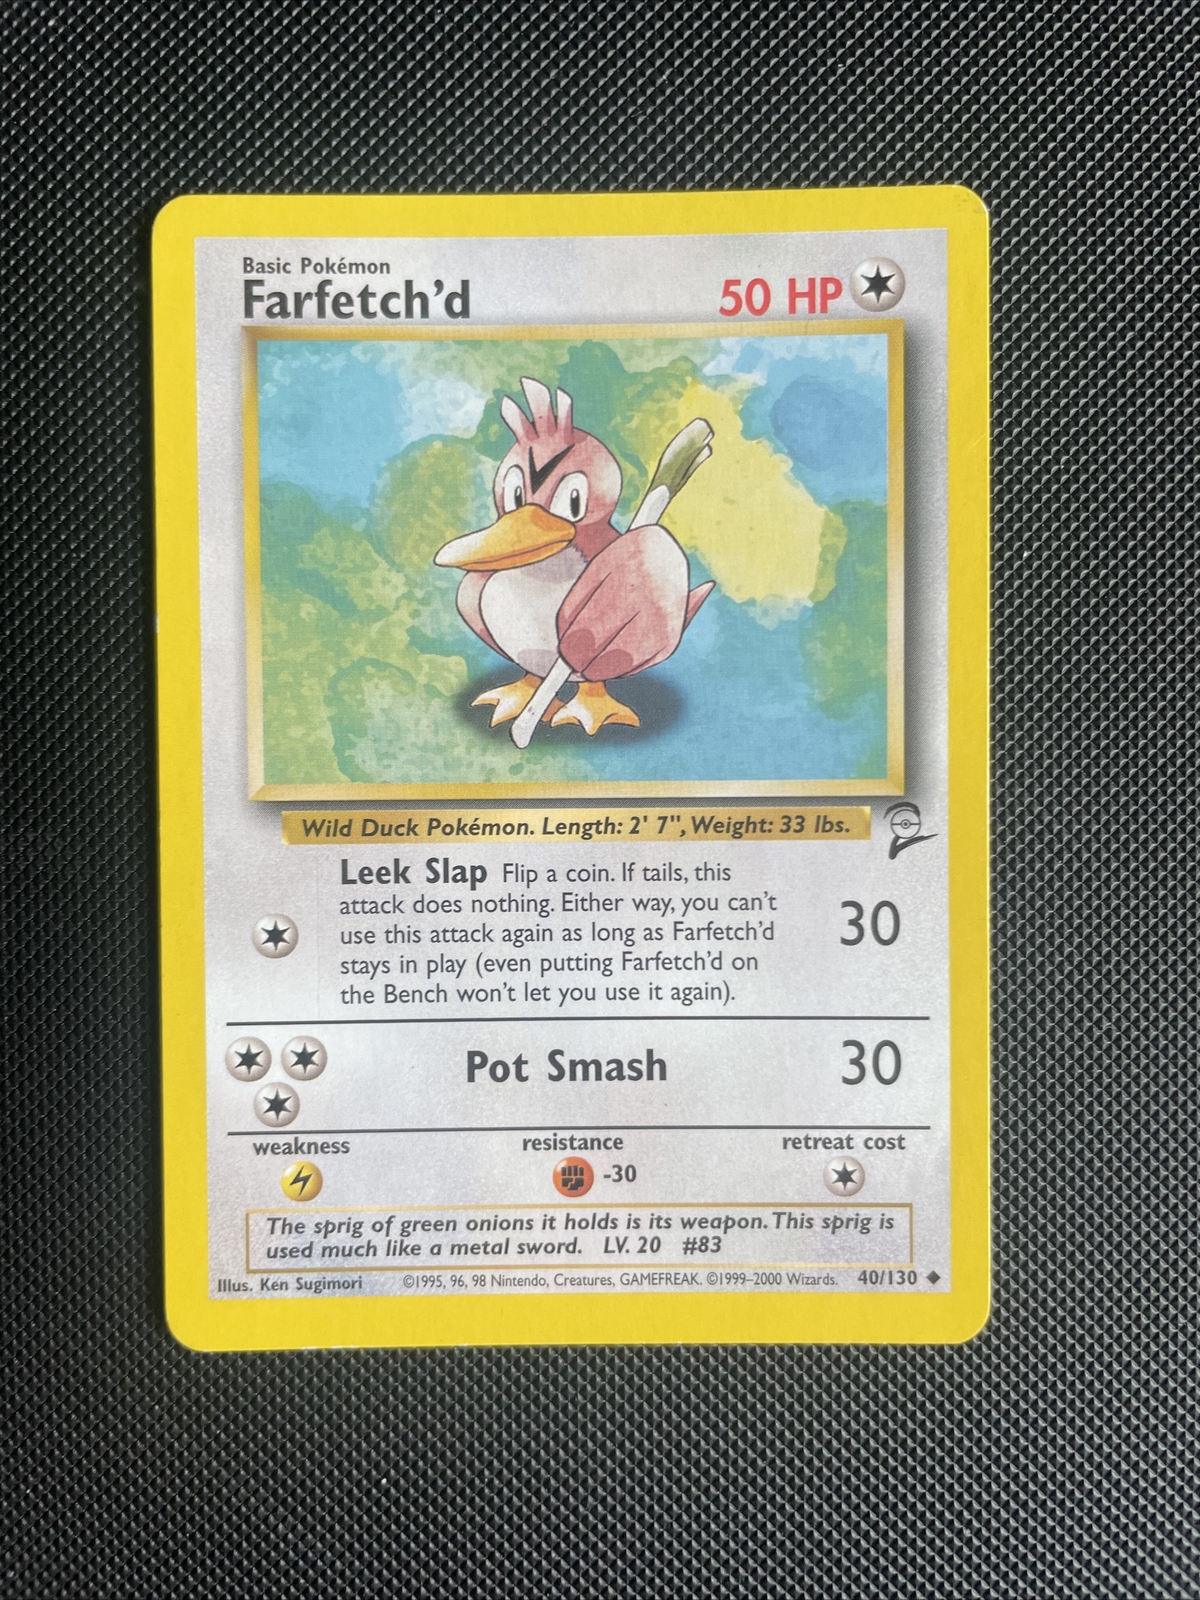 Basic Pokémon
Farfetch'd
50 HP
Wild Duck Pokémon. Length: 2' 7", Weight: 33 lbs.
Leek Slap Flip a coin. If tails, this
attack does nothing. Either way, you can't
use this attack again as long as Farfetch'd
stays in play (even putting Farfetch'd on
the Bench won't let you use it again).
30
Pot Smash 30
weakness resistance retreat cost
-30
The sprig of green onions it holds is its weapon. This sprig is
used much like a metal sword. LV. 20 #83
Illus. Ken Sugimori ©1995, 96, 98 Nintendo, Creatures, GAMEFREAK. ©1999–2000 Wizards. 40/130